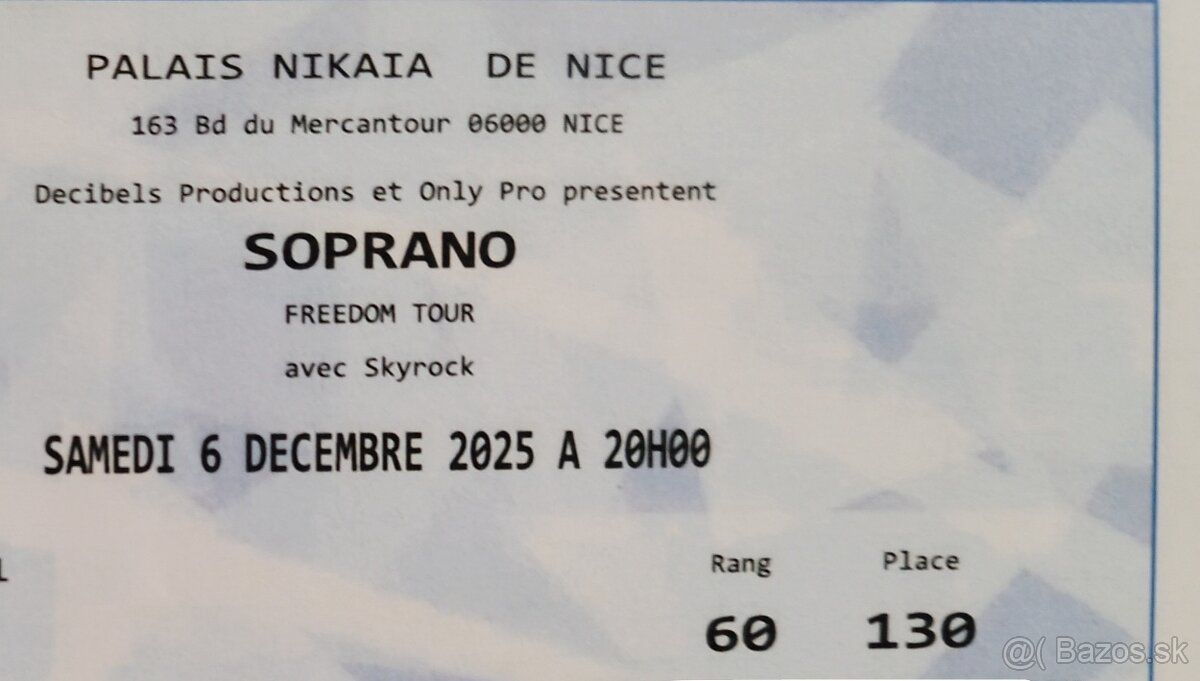 PALAIS NIKAIA DE NICE
163 Bd du Mercantour 06000 NICE
Decibels Productions et Only Pro presentent
SOPRANO
FREEDOM TOUR
avec Skyrock
SAMEDI 6 DECEMBRE 2025 A 20H00
Rang Place
60 130
@( Bazos.sk